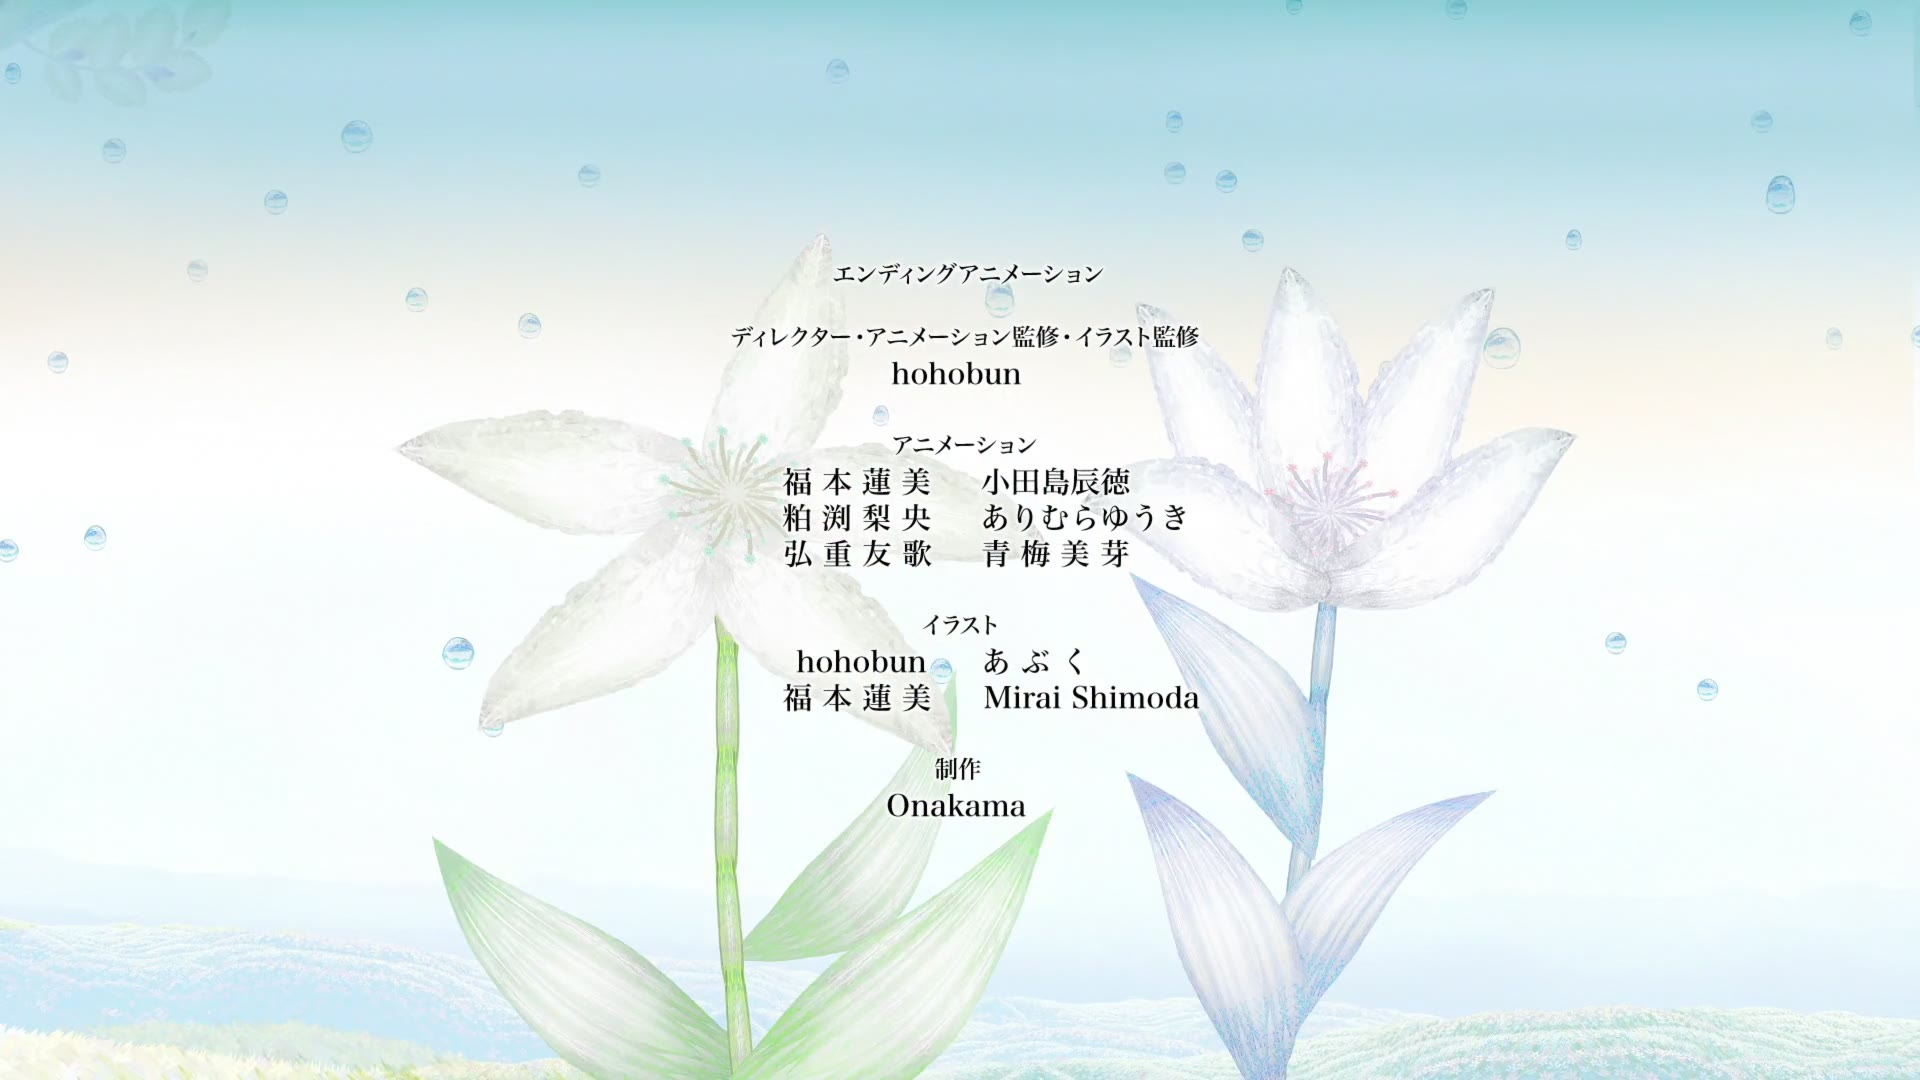 エンディングアニメーション
ディレクター・アニメーション監修・イラスト監修
hohobun
アニメーション
福本蓮美 小田島辰徳
粕渕梨央 ありむらゆうき
弘重友歌 青梅美芽
イラスト
hohobun あぶく
福本蓮美 Mirai Shimoda
制作
Onakama